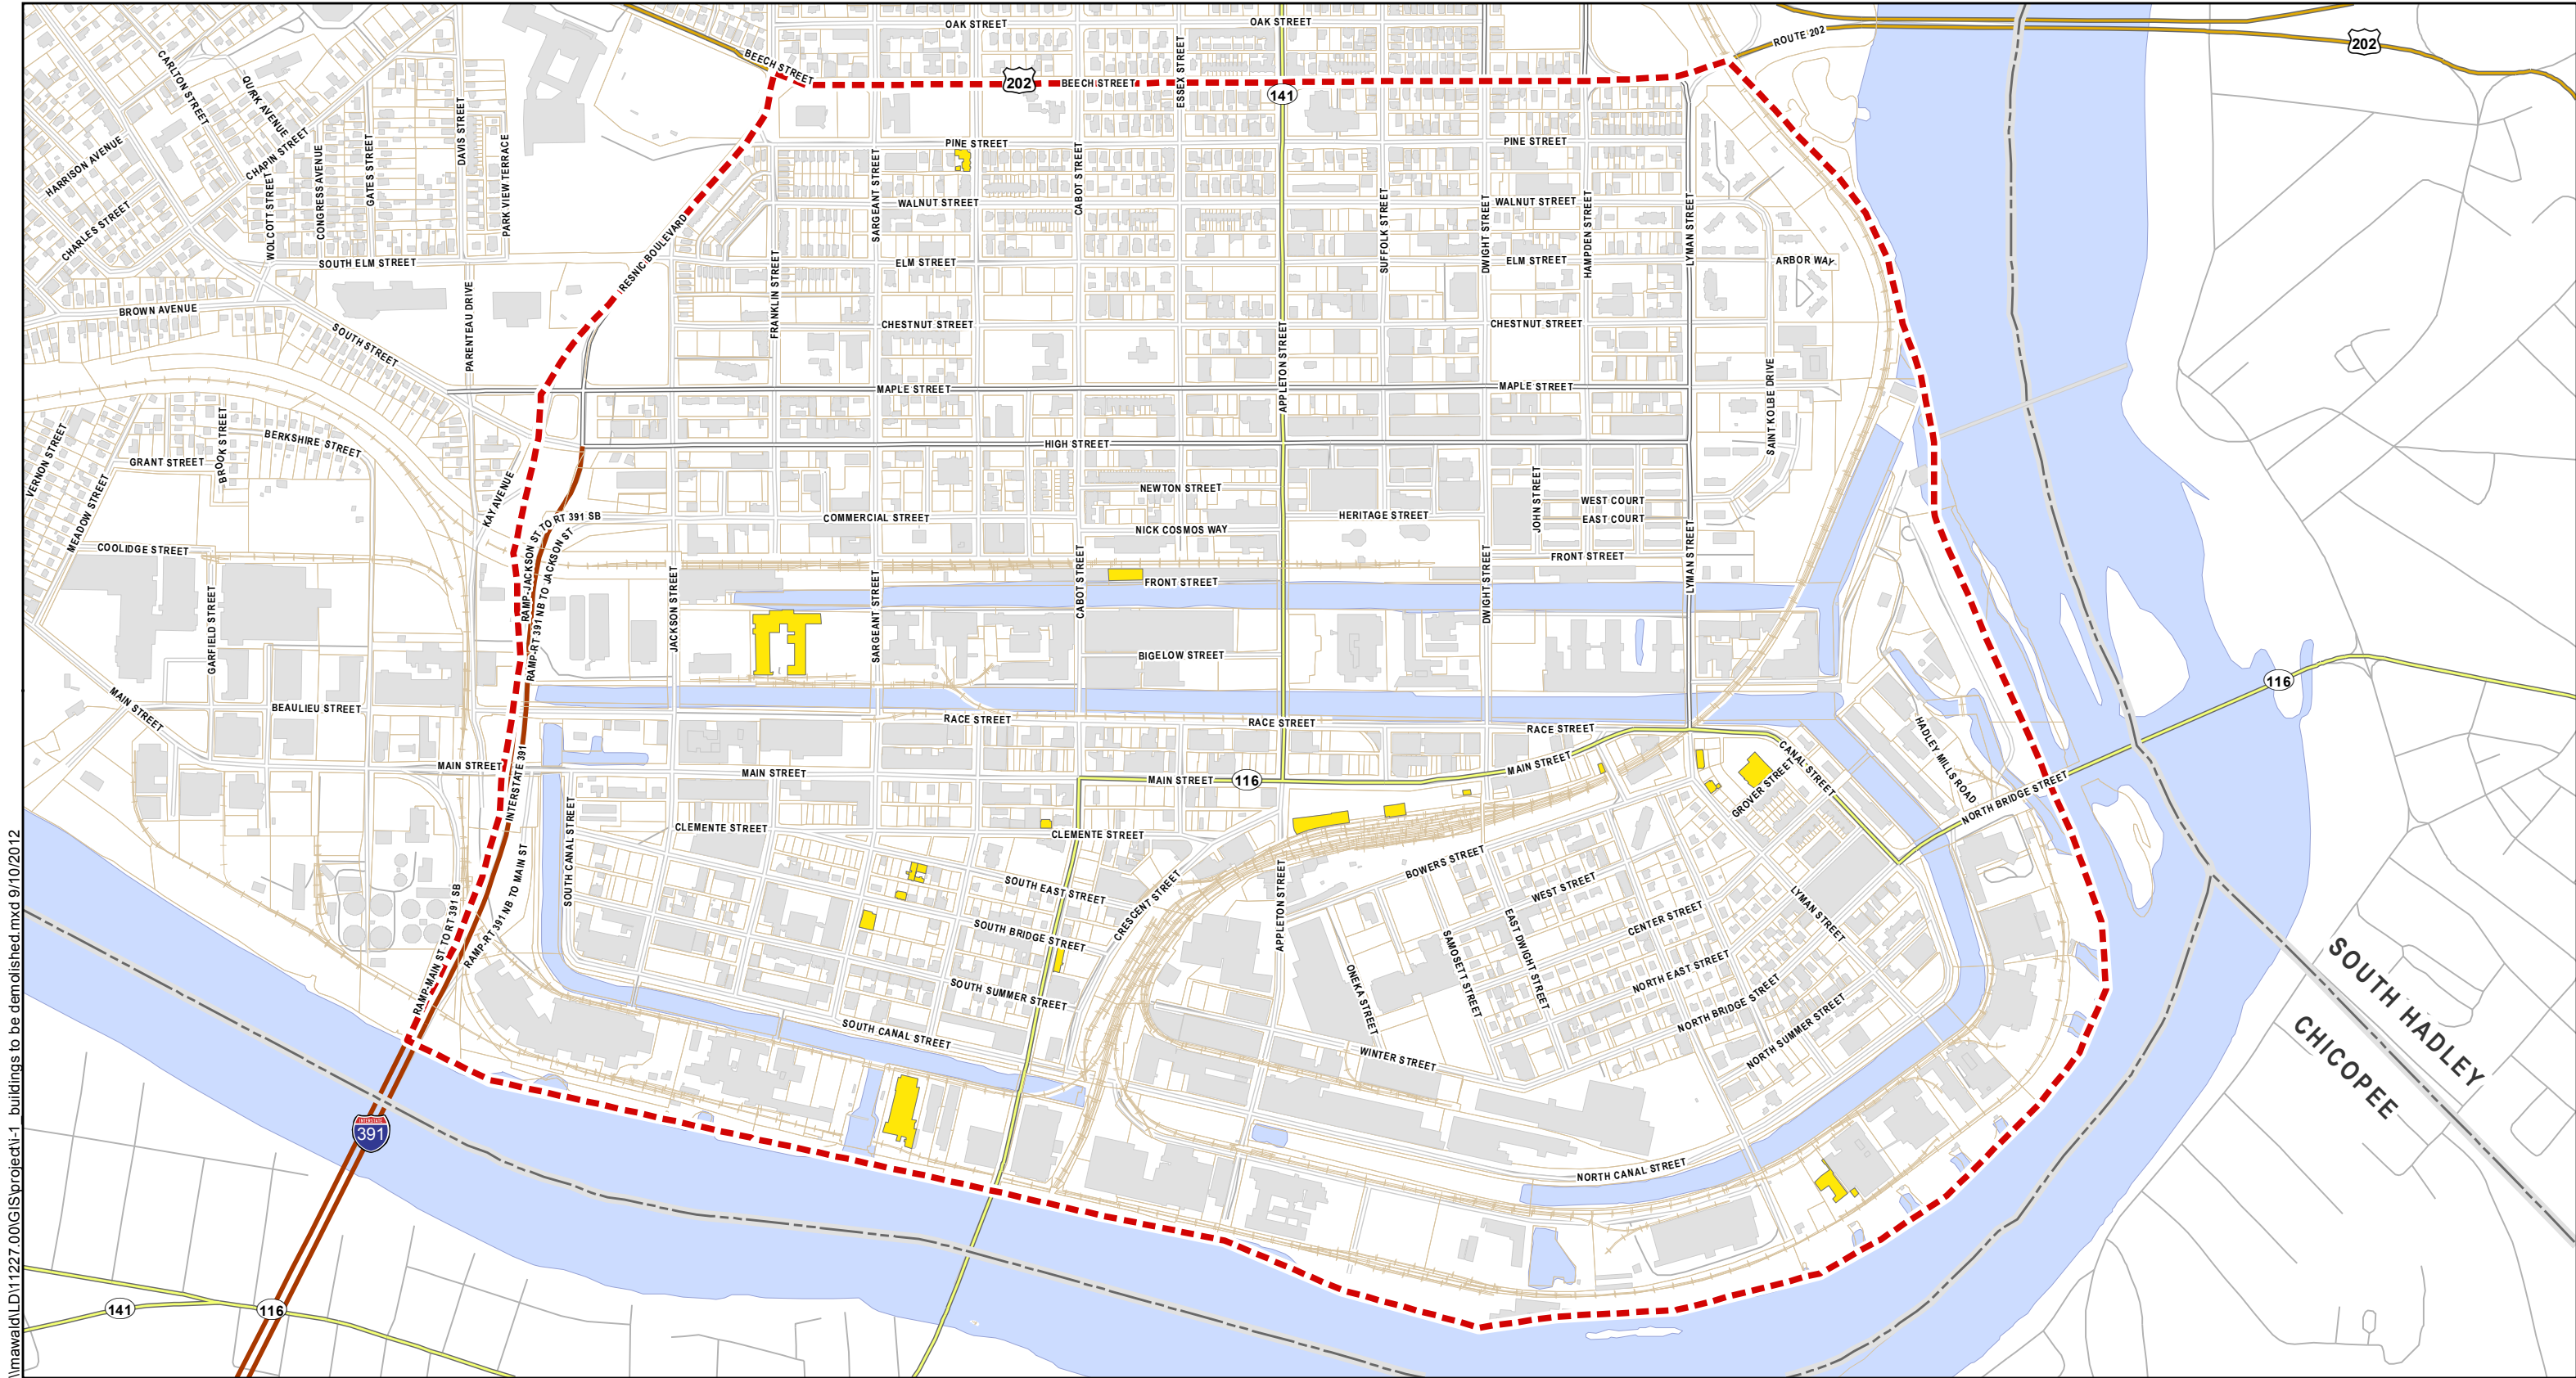 OAK STREET
OAK STREET
ROUTE 202
202
BEECH STREET
202
BEECH STREET
141
ESSEX STREET
CARLTON STREET
QURK AVENUE
HARRISON AVENUE
CHAPIN STREET
CHARLES STREET
WOLCOTT STREET
CONGRESS AVENUE
GATES STREET
DAVIS STREET
PARK VIEW TERRACE
PINE STREET
PINE STREET
SARGEANT STREET
CABOT STREET
WALNUT STREET
WALNUT STREET
SUFFOLK STREET
DWIGHT STREET
HAMPDEN STREET
LYMAN STREET
SOUTH ELM STREET
RESNIC BOULEVARD
FRANKLIN STREET
ELM STREET
ELM STREET
ARBOR WAY
BROWN AVENUE
SOUTH STREET
PARENTEAU DRIVE
CHESTNUT STREET
CHESTNUT STREET
APPLETON STREET
MAPLE STREET
MAPLE STREET
SAINT KOLBE DRIVE
VERNON STREET
MEADOW STREET
GRANT STREET
BROOK STREET
BERKSHIRE STREET
KAY AVENUE
HIGH STREET
NEWTON STREET
JOHN STREET
WEST COURT
EAST COURT
COMMERCIAL STREET
NICK COSMOS WAY
HERITAGE STREET
FRONT STREET
RAMP-JACKSON ST TO RT 391 SB
RAMP-RT 391 NB TO JACKSON ST
COOLIDGE STREET
GARFIELD STREET
JACKSON STREET
SARGEANT STREET
CABOT STREET
FRONT STREET
DWIGHT STREET
LYMAN STREET
BIGELOW STREET
116
MAIN STREET
BEAULIEU STREET
RACE STREET
RACE STREET
RACE STREET
MAIN STREET
MAIN STREET
MAIN STREET
116
MAIN STREET
CANAL STREET
GROVER STREET
HADLEY MILLS ROAD
NORTH BRIDGE STREET
INTERSTATE 391
SOUTH CANAL STREET
CLEMENTE STREET
CLEMENTE STREET
BOWERS STREET
WEST STREET
CENTER STREET
LYMAN STREET
SOUTH EAST STREET
CRESCENT STREET
APPLETON STREET
SOUTH BRIDGE STREET
SOUTH SUMMER STREET
ONEKA STREET
SAMOSETT STREET
EAST DWIGHT STREET
NORTH EAST STREET
NORTH BRIDGE STREET
NORTH SUMMER STREET
RAMP-MAIN ST TO RT 391 SB
RAMP-RT 391 NB TO MAIN ST
SOUTH CANAL STREET
WINTER STREET
NORTH CANAL STREET
SOUTH HADLEY
CHICOPEE
INTERSTATE
391
141
116
\\mawald\LD\11227.00\GIS\project\i-1 buildings to be demolished.mxd 9/10/2012